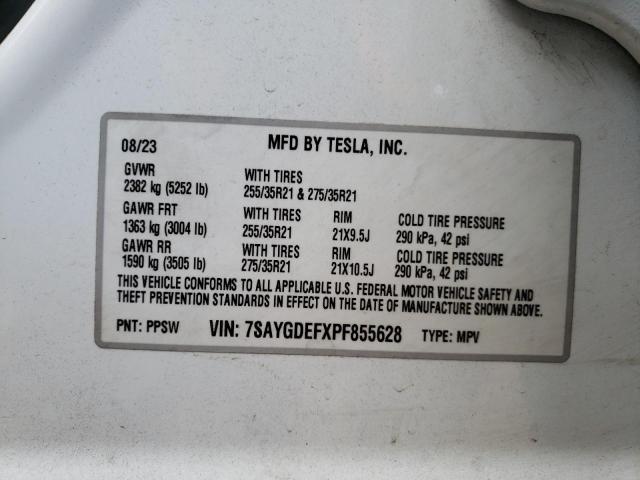 08/23 MFD BY TESLA, INC.
GVWR WITH TIRES
2382 kg (5252 lb) 255/35R21 & 275/35R21
GAWR FRT WITH TIRES RIM COLD TIRE PRESSURE
1363 kg (3004 lb) 255/35R21 21X9.5J 290 kPa, 42 psi
GAWR RR WITH TIRES RIM COLD TIRE PRESSURE
1590 kg (3505 lb) 275/35R21 21X10.5J 290 kPa, 42 psi
THIS VEHICLE CONFORMS TO ALL APPLICABLE U.S. FEDERAL MOTOR VEHICLE SAFETY AND
THEFT PREVENTION STANDARDS IN EFFECT ON THE DATE OF MANUFACTURE SHOWN ABOVE.
PNT: PPSW VIN: 7SAYGDEFXPF855628 TYPE: MPV